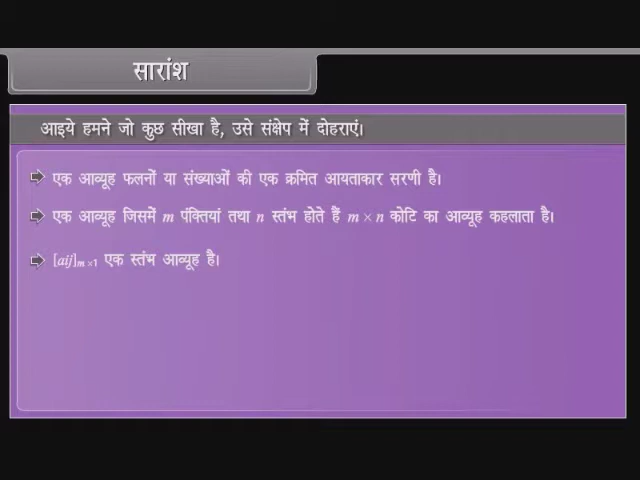 सारांश
आइये हमने जो कुछ सीखा है, उसे संक्षेप में दोहराएं।
एक आव्यूह फलनों या संख्याओं की एक क्रमित आयताकार सरणी है।
एक आव्यूह जिसमें m पंक्तियां तथा n स्तंभ होते हैं m × n कोटि का आव्यूह कहलाता है।
[aij]ₘ ×₁ एक स्तंभ आव्यूह है।